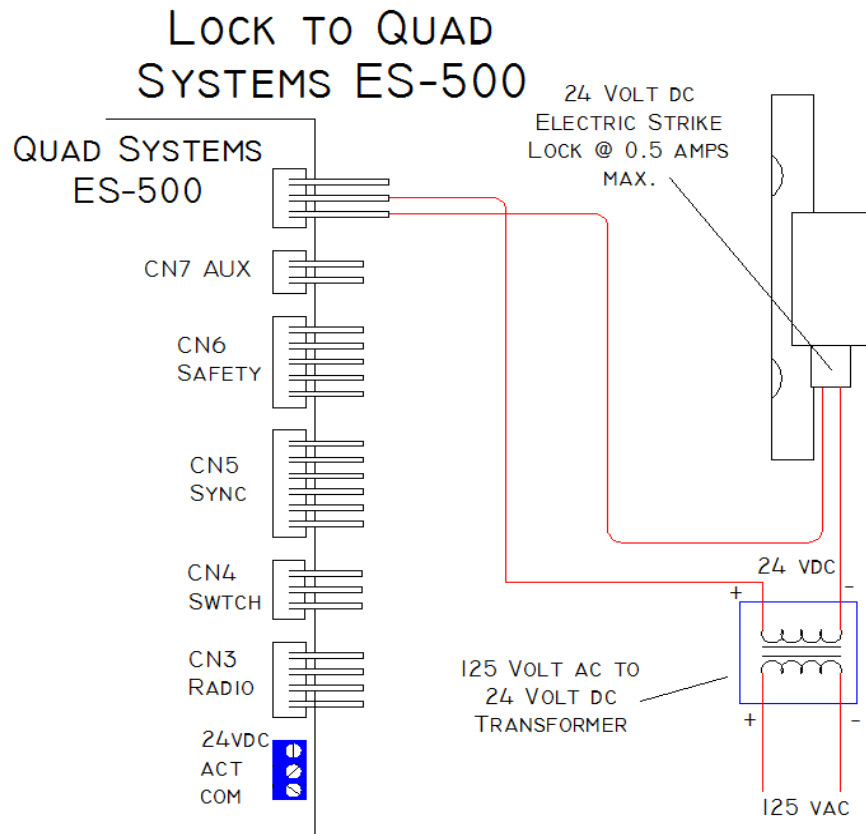 Lock to Quad
Systems ES-500
24 Volt dc
Electric Strike
Lock @ 0.5 amps
max.
Quad Systems
ES-500
CN7 AUX
CN6
Safety
CN5
Sync
CN4
Swtch
CN3
Radio
24VDC
ACT
COM
24 vdc
+ -
125 Volt ac to
24 Volt dc
Transformer
+ -
125 vac